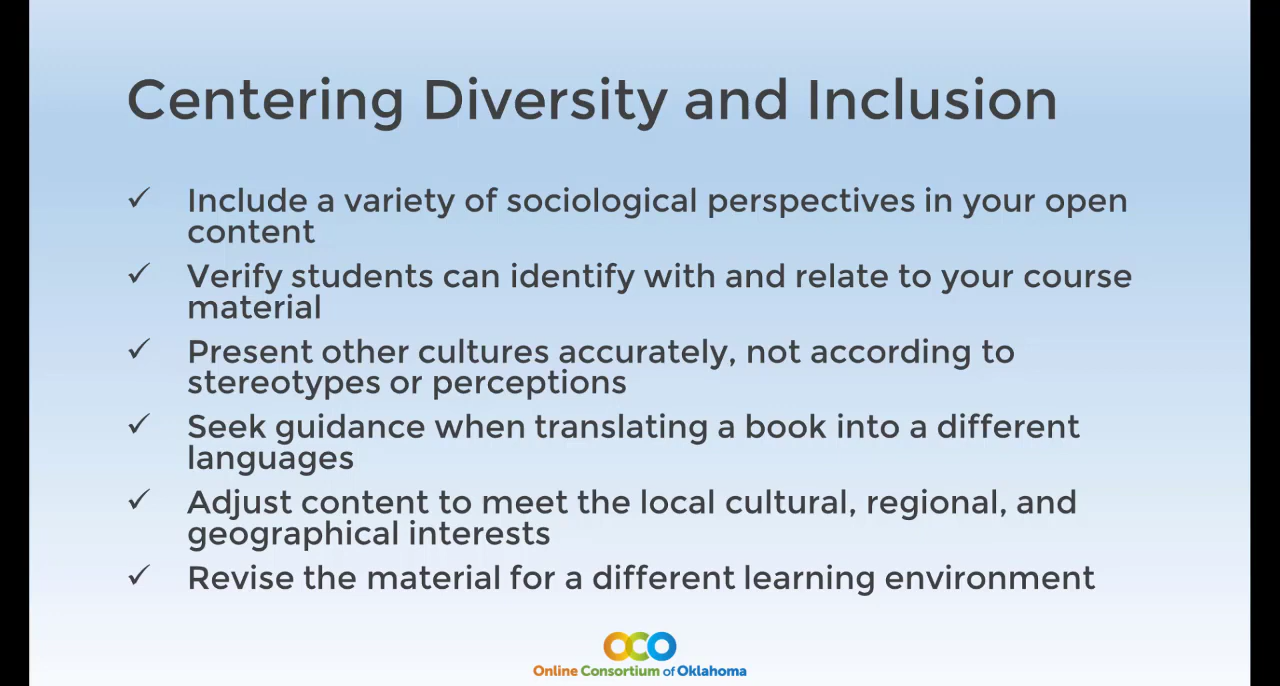 Centering Diversity and Inclusion
✓ Include a variety of sociological perspectives in your open
content
✓ Verify students can identify with and relate to your course
material
✓ Present other cultures accurately, not according to
stereotypes or perceptions
✓ Seek guidance when translating a book into a different
languages
✓ Adjust content to meet the local cultural, regional, and
geographical interests
✓ Revise the material for a different learning environment
OCO
Online Consortium of Oklahoma